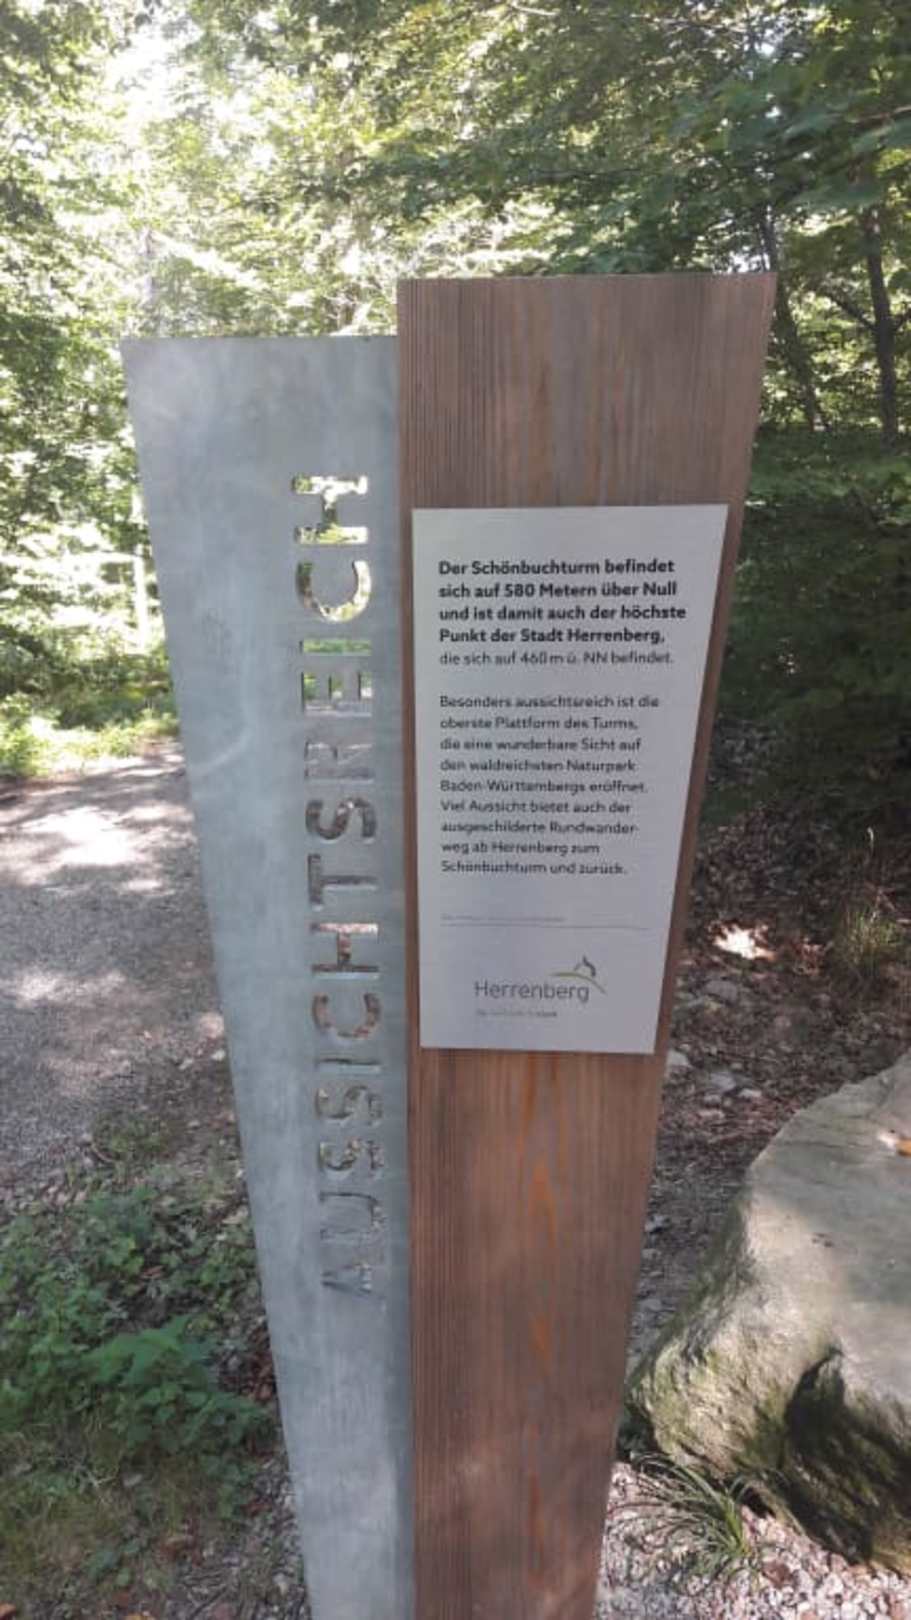 AUSSICHTSREICH
Der Schönbuchturm befindet
sich auf 580 Metern über Null
und ist damit auch der höchste
Punkt der Stadt Herrenberg,
die sich auf 460 m ü. NN befindet.
Besonders aussichtsreich ist die
oberste Plattform des Turms,
die eine wunderbare Sicht auf
den waldreichsten Naturpark
Baden-Württembergs eröffnet.
Viel Aussicht bietet auch der
ausgeschilderte Rundwander-
weg ab Herrenberg zum
Schönbuchturm und zurück.
Herrenberg